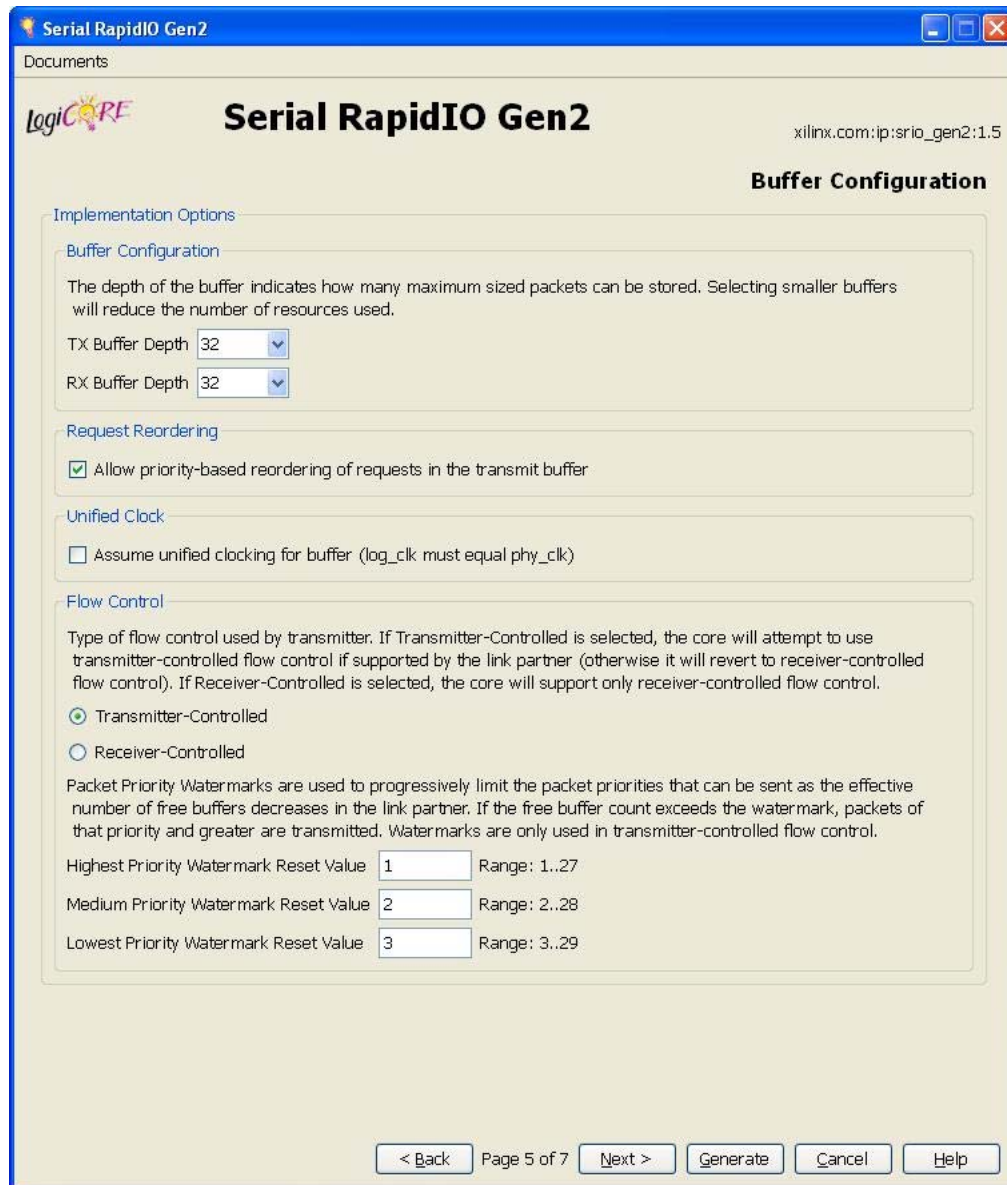 Serial RapidIO Gen2
Documents
LogiCORE
Serial RapidIO Gen2
xilinx.com:ip:srio_gen2:1.5
Buffer Configuration
Implementation Options
Buffer Configuration
The depth of the buffer indicates how many maximum sized packets can be stored. Selecting smaller buffers
will reduce the number of resources used.
TX Buffer Depth 32
RX Buffer Depth 32
Request Reordering
Allow priority-based reordering of requests in the transmit buffer
Unified Clock
Assume unified clocking for buffer (log_clk must equal phy_clk)
Flow Control
Type of flow control used by transmitter. If Transmitter-Controlled is selected, the core will attempt to use
transmitter-controlled flow control if supported by the link partner (otherwise it will revert to receiver-controlled
flow control). If Receiver-Controlled is selected, the core will support only receiver-controlled flow control.
Transmitter-Controlled
Receiver-Controlled
Packet Priority Watermarks are used to progressively limit the packet priorities that can be sent as the effective
number of free buffers decreases in the link partner. If the free buffer count exceeds the watermark, packets of
that priority and greater are transmitted. Watermarks are only used in transmitter-controlled flow control.
Highest Priority Watermark Reset Value 1 Range: 1..27
Medium Priority Watermark Reset Value 2 Range: 2..28
Lowest Priority Watermark Reset Value 3 Range: 3..29
< Back Page 5 of 7 Next > Generate Cancel Help